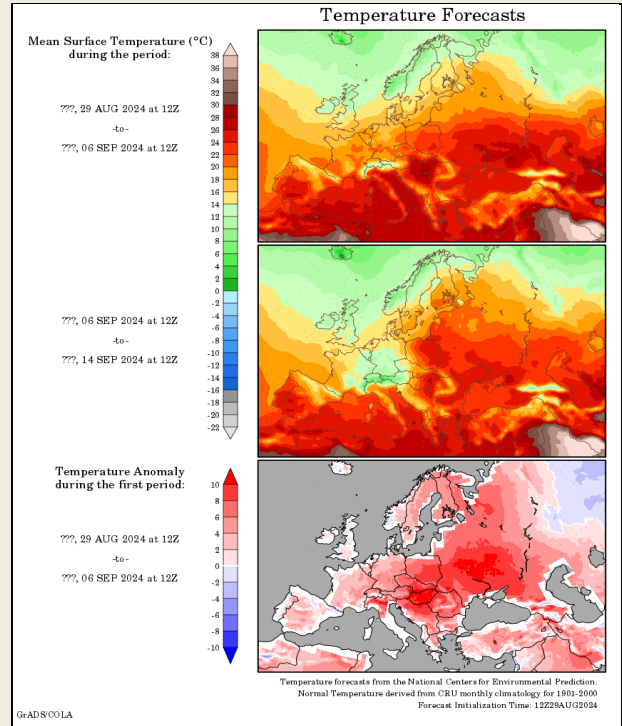 Temperature Forecasts
Mean Surface Temperature (°C)
during the period:
???, 29 AUG 2024 at 12Z
-to-
???, 06 SEP 2024 at 12Z
38
36
34
32
30
28
26
24
22
20
18
16
14
12
10
8
6
4
2
0
-2
-4
-6
-8
-10
-12
-14
-16
-18
-20
-22
???, 06 SEP 2024 at 12Z
-to-
???, 14 SEP 2024 at 12Z
Temperature Anomaly
during the first period:
???, 29 AUG 2024 at 12Z
-to-
???, 06 SEP 2024 at 12Z
10
8
6
4
2
0
-2
-4
-6
-8
-10
Temperature forecasts from the National Centers for Environmental Prediction.
Normal Temperature derived from CRU monthly climatology for 1901-2000
Forecast Initialization Time: 12Z29AUG2024
GrADS/COLA